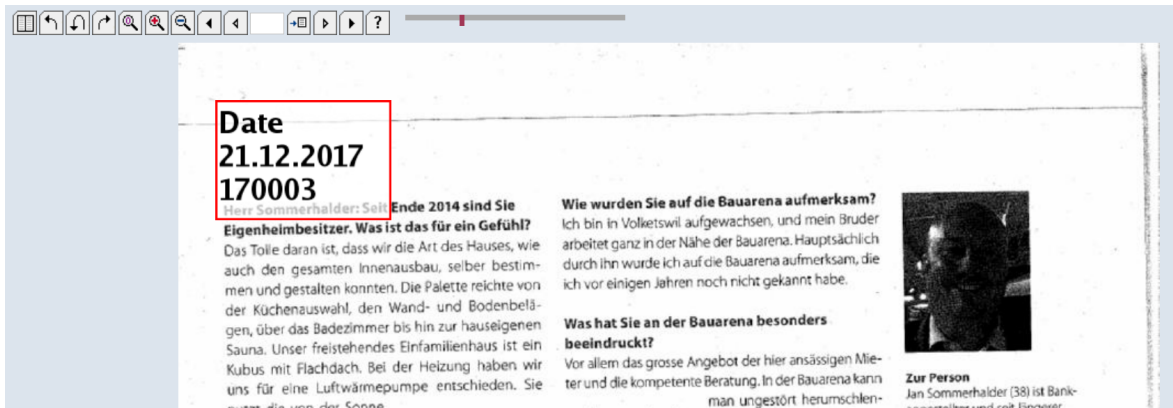 Date
21.12.2017
170003
Herr Sommerhalder: Seit Ende 2014 sind Sie
Eigenheimbesitzer. Was ist das für ein Gefühl?
Das Tolle daran ist, dass wir die Art des Hauses, wie
auch den gesamten Innenausbau, selber bestim-
men und gestalten konnten. Die Palette reichte von
der Küchenauswahl, den Wand- und Bodenbelä-
gen, über das Badezimmer bis hin zur hauseigenen
Sauna. Unser freistehendes Einfamilienhaus ist ein
Kubus mit Flachdach. Bei der Heizung haben wir
uns für eine Luftwärmepumpe entschieden. Sie
nutzt die von der Sonne
Wie wurden Sie auf die Bauarena aufmerksam?
Ich bin in Volketswil aufgewachsen, und mein Bruder
arbeitet ganz in der Nähe der Bauarena. Hauptsächlich
durch ihn wurde ich auf die Bauarena aufmerksam, die
ich vor einigen Jahren noch nicht gekannt habe.
Was hat Sie an der Bauarena besonders
beeindruckt?
Vor allem das grosse Angebot der hier ansässigen Mie-
ter und die kompetente Beratung. In der Bauarena kann
man ungestört herumschlen-
Zur Person
Jan Sommerhalder (38) ist Bank-